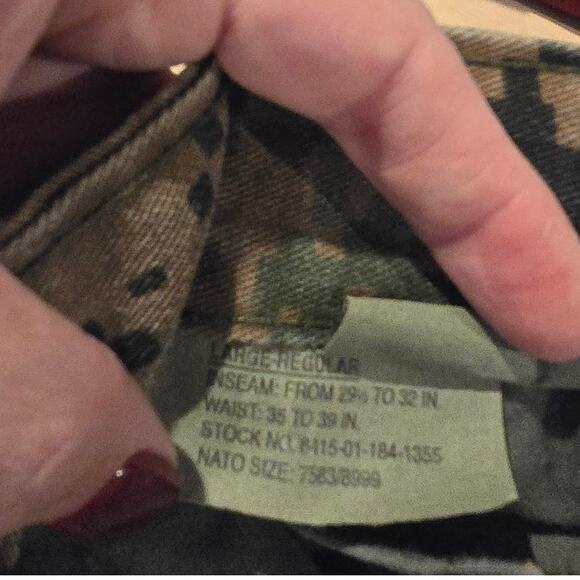 LARGE-REGULAR
INSEAM: FROM 29½ TO 32 IN.
WAIST: 35 TO 39 IN.
STOCK NO. 8415-01-184-1355
NATO SIZE: 7583/8999